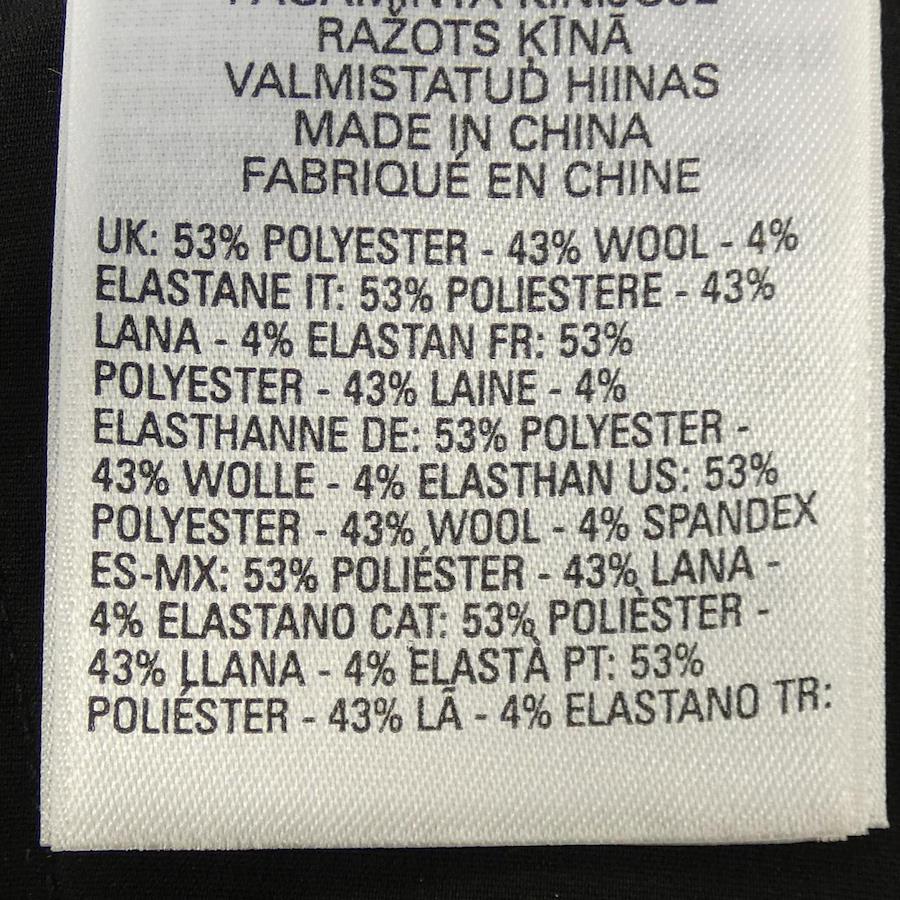 RAŽOTS ĶĪNĀ
VALMISTATUD HIINAS
MADE IN CHINA
FABRIQUÉ EN CHINE
UK: 53% POLYESTER - 43% WOOL - 4%
ELASTANE IT: 53% POLIESTERE - 43%
LANA - 4% ELASTAN FR: 53%
POLYESTER - 43% LAINE - 4%
ELASTHANNE DE: 53% POLYESTER -
43% WOLLE - 4% ELASTHAN US: 53%
POLYESTER - 43% WOOL - 4% SPANDEX
ES-MX: 53% POLIÉSTER - 43% LANA -
4% ELASTANO CAT: 53% POLIÈSTER -
43% LLANA - 4% ELASTÀ PT: 53%
POLIÉSTER - 43% LÃ - 4% ELASTANO TR: